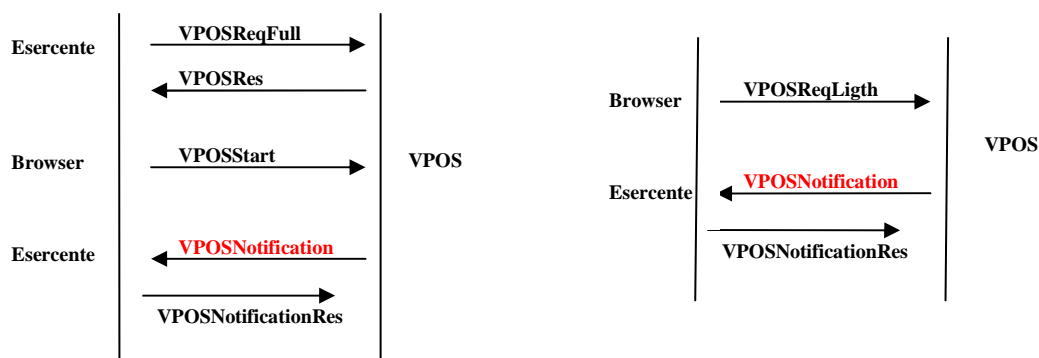 Esercente
VPOSReqFull
VPOSRes
Browser
VPOSStart
VPOS
Esercente
VPOSNotification
VPOSNotificationRes
Browser
VPOSReqLigth
VPOS
Esercente
VPOSNotification
VPOSNotificationRes